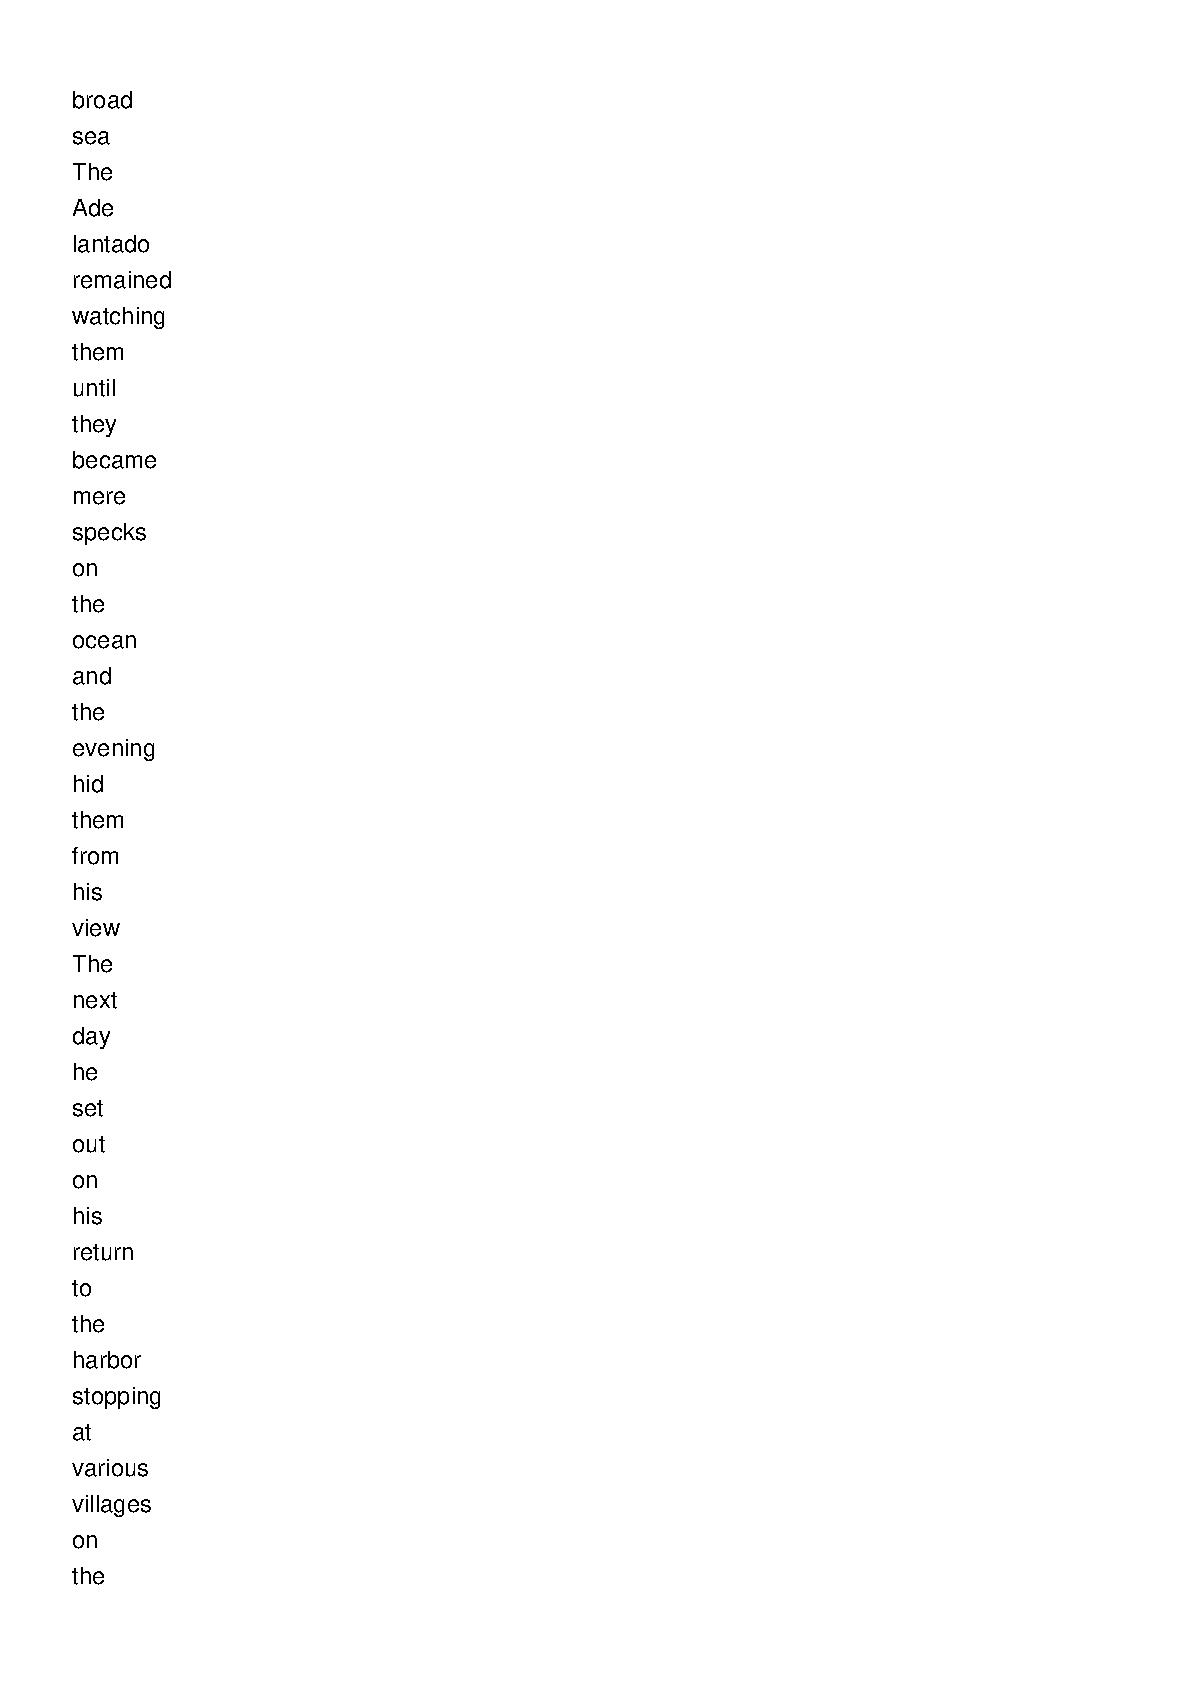 broad
sea
The
Ade
lantado
remained
watching
them
until
they
became
mere
specks
on
the
ocean
and
the
evening
hid
them
from
his
view
The
next
day
he
set
out
on
his
return
to
the
harbor
stopping
at
various
villages
on
the